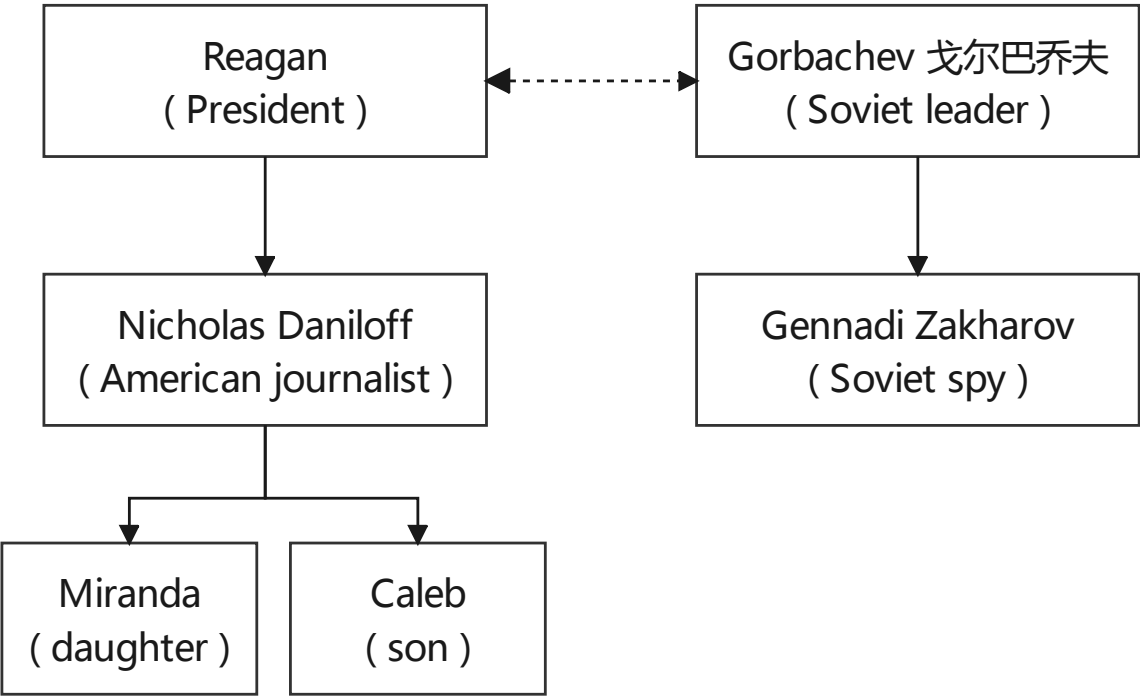 Reagan
( President )
Gorbachev 戈尔巴乔夫
( Soviet leader )
Nicholas Daniloff
( American journalist )
Gennadi Zakharov
( Soviet spy )
Miranda
( daughter )
Caleb
( son )